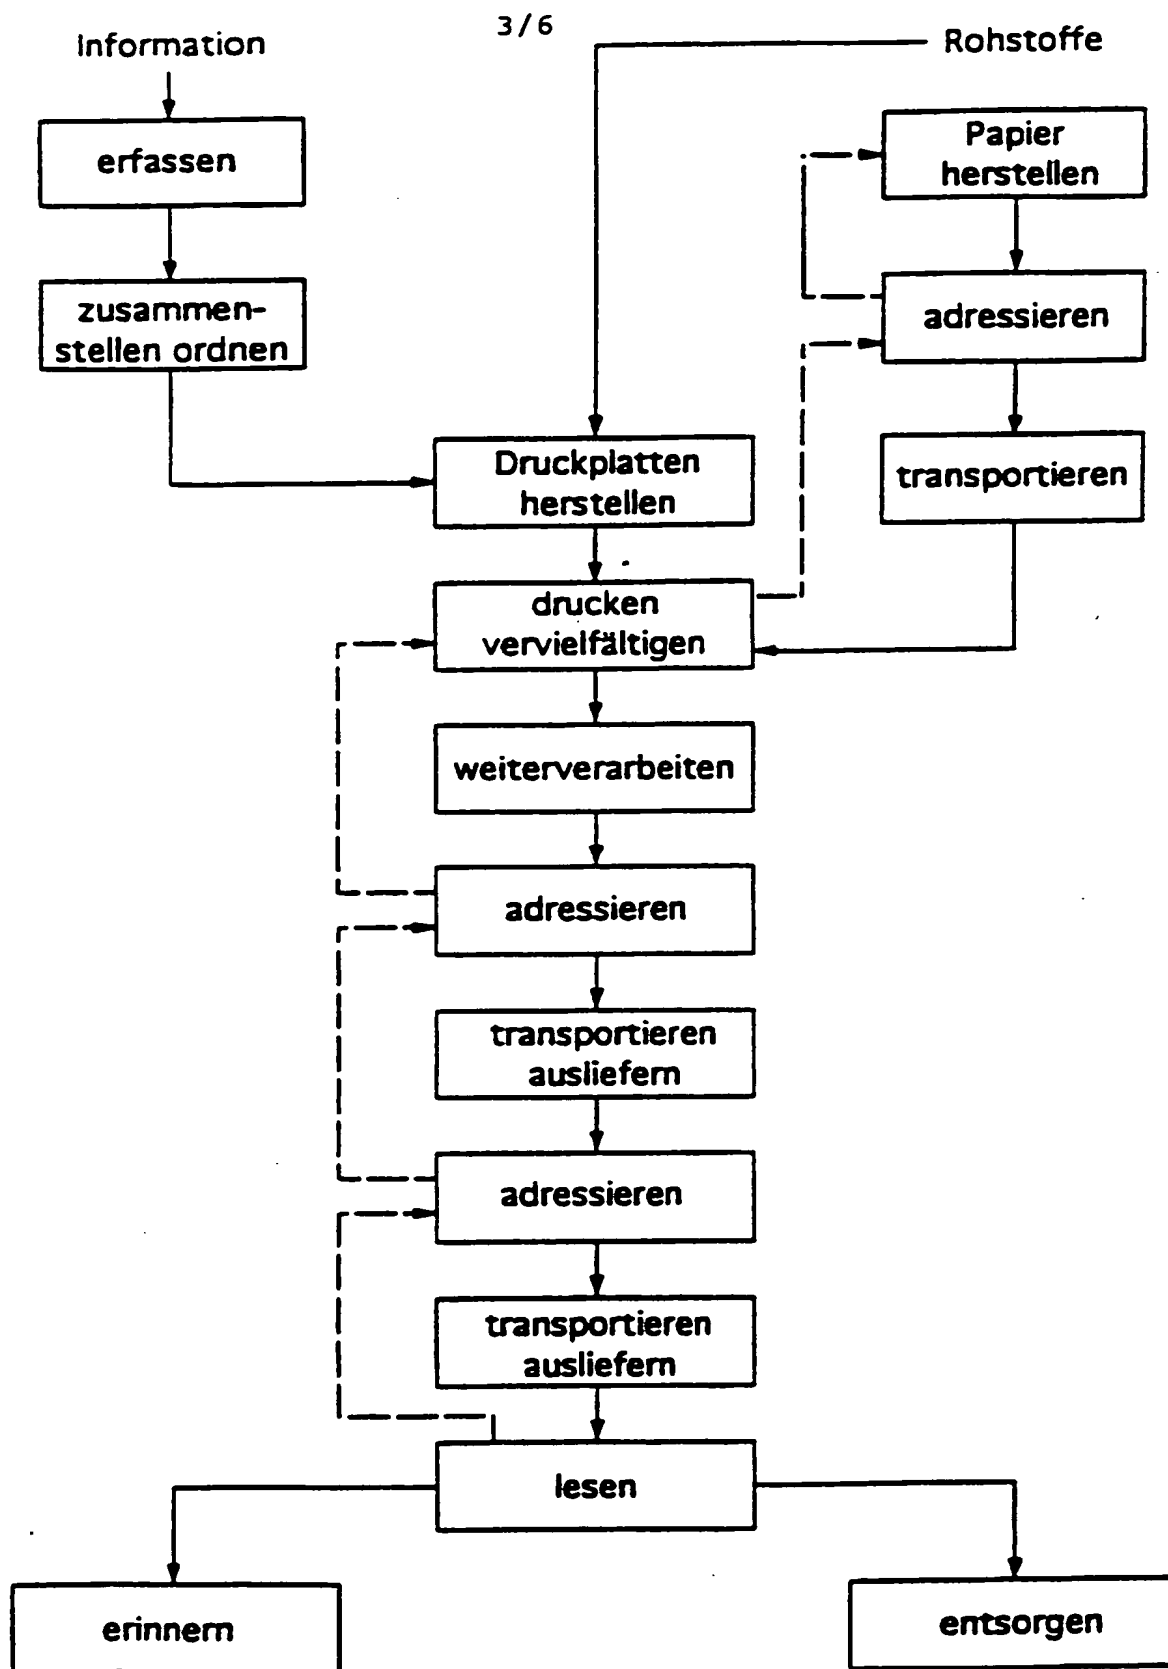 3/6
Information
Rohstoffe
erfassen
Papier
herstellen
zusammen-
stellen ordnen
adressieren
Druckplatten
herstellen
transportieren
drucken
vervielfältigen
weiterverarbeiten
adressieren
transportieren
ausliefern
adressieren
transportieren
ausliefern
lesen
erinnern
entsorgen